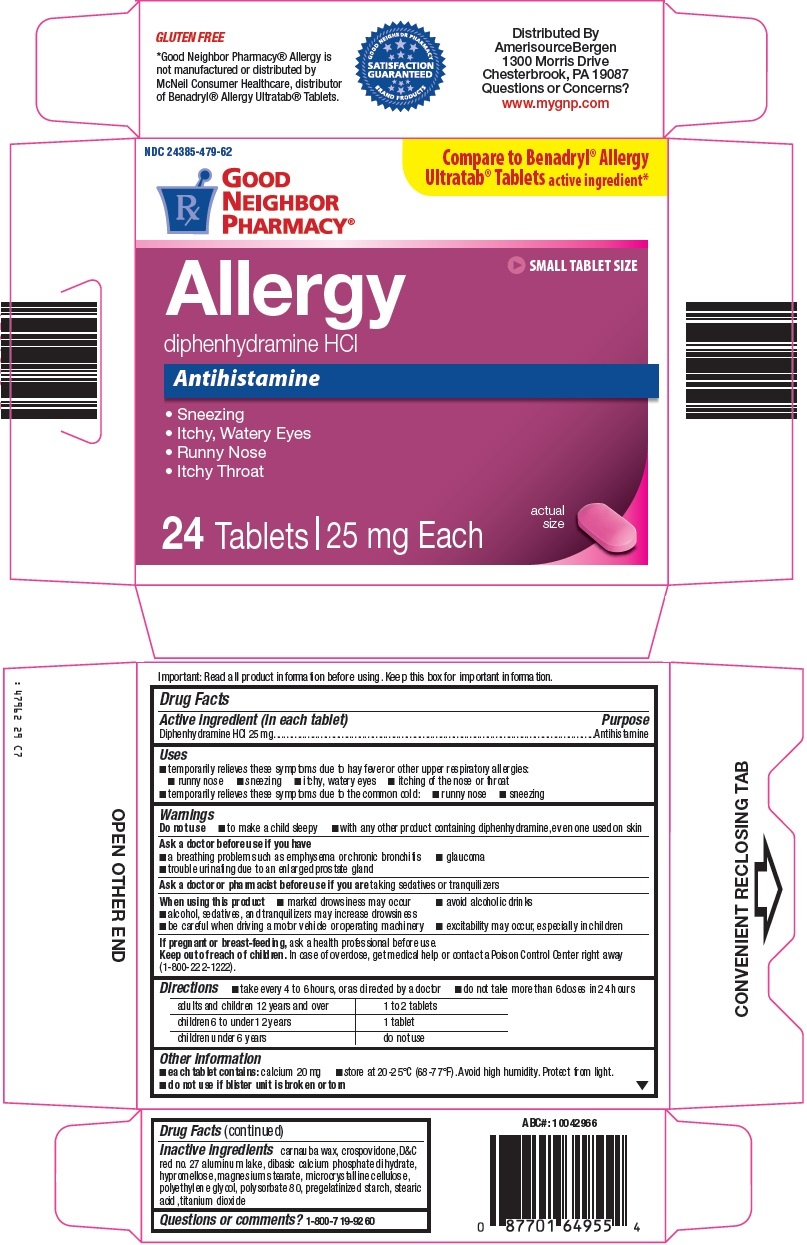 GLUTEN FREE
*Good Neighbor Pharmacy® Allergy is
not manufactured or distributed by
McNeil Consumer Healthcare, distributor
of Benadryl® Allergy Ultratab® Tablets.
GOOD NEIGHBOR PHARMACY
SATISFACTION
GUARANTEED
BRAND PRODUCTS
Distributed By
AmerisourceBergen
1300 Morris Drive
Chesterbrook, PA 19087
Questions or Concerns?
www.mygnp.com
NDC 24385-479-62
Compare to Benadryl® Allergy
Ultratab® Tablets active ingredient*
Rx
GOOD
NEIGHBOR
PHARMACY®
SMALL TABLET SIZE
Allergy
diphenhydramine HCl
Antihistamine
• Sneezing
• Itchy, Watery Eyes
• Runny Nose
• Itchy Throat
actual
size
24 Tablets | 25 mg Each
Important: Read all product information before using. Keep this box for important information.
Drug Facts
Active ingredient (in each tablet) Purpose
Diphenhydramine HCl 25 mg....Antihistamine
Uses
■ temporarily relieves these symptoms due to hay fever or other upper respiratory allergies:
■ runny nose ■ sneezing ■ itchy, watery eyes ■ itching of the nose or throat
■ temporarily relieves these symptoms due to the common cold: ■ runny nose ■ sneezing
Warnings
Do not use ■ to make a child sleepy ■ with any other product containing diphenhydramine, even one used on skin
Ask a doctor before use if you have
■ a breathing problem such as emphysema or chronic bronchitis ■ glaucoma
■ trouble urinating due to an enlarged prostate gland
Ask a doctor or pharmacist before use if you are taking sedatives or tranquilizers
When using this product ■ marked drowsiness may occur ■ avoid alcoholic drinks
■ alcohol, sedatives, and tranquilizers may increase drowsiness
■ be careful when driving a motor vehicle or operating machinery ■ excitability may occur, especially in children
If pregnant or breast-feeding, ask a health professional before use.
Keep out of reach of children. In case of overdose, get medical help or contact a Poison Control Center right away
(1-800-222-1222).
Directions ■ take every 4 to 6 hours, or as directed by a doctor ■ do not take more than 6 doses in 24 hours
adults and children 12 years and over 1 to 2 tablets
children 6 to under 12 years 1 tablet
children under 6 years do not use
Other information
■ each tablet contains: calcium 20 mg ■ store at 20-25°C (68-77°F). Avoid high humidity. Protect from light.
■ do not use if blister unit is broken or torn
: 47962 29 C7
OPEN OTHER END
CONVENIENT RECLOSING TAB
Drug Facts (continued)
Inactive ingredients carnauba wax, crospovidone, D&C
red no. 27 aluminum lake, dibasic calcium phosphate dihydrate,
hypromellose, magnesium stearate, microcrystalline cellulose,
polyethylene glycol, polysorbate 80, pregelatinized starch, stearic
acid, titanium dioxide
Questions or comments? 1-800-719-9260
ABC#: 10042966
0 87701 64955 4